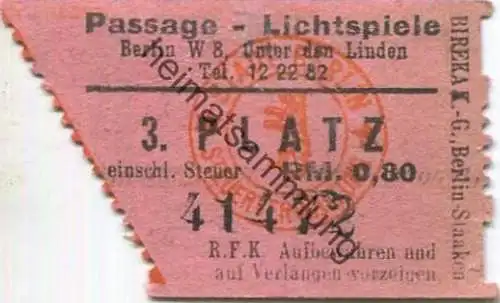 Passage - Lichtspiele
Berlin W 8, Unter den Linden
Tel. 12 22 82
3. PLATZ
einschl. Steuer RM. 0,80
R.F.K. Aufbewahren und
auf Verlangen vorzeigen.
BIREKA K.-G., Berlin-Staaken
heimatsammlung